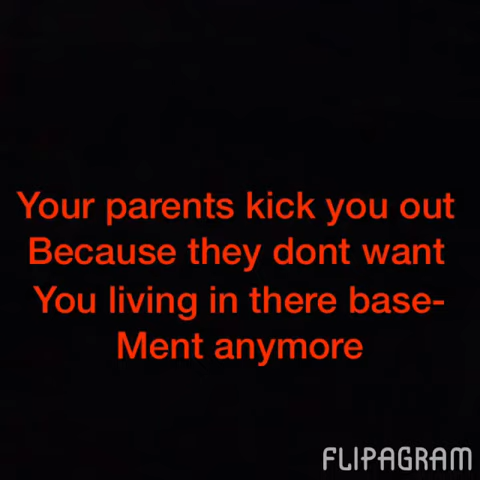 Your parents kick you out
Because they dont want
You living in there base-
Ment anymore
FLIPAGRAM